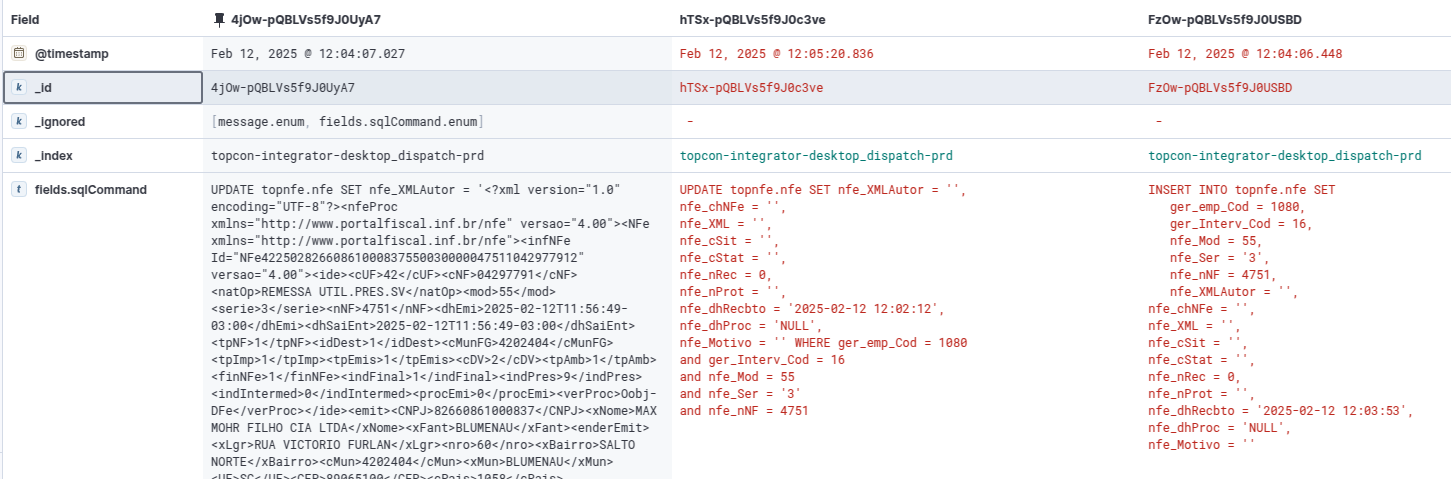 Field 4jOw-pQBLVs5f9J0UyA7 hTSx-pQBLVs5f9J0c3ve FzOw-pQBLVs5f9J0USBD
@timestamp Feb 12, 2025 @ 12:04:07.027 Feb 12, 2025 @ 12:05:20.836 Feb 12, 2025 @ 12:04:06.448
k _id 4jOw-pQBLVs5f9J0UyA7 hTSx-pQBLVs5f9J0c3ve FzOw-pQBLVs5f9J0USBD
k _ignored [message.enum, fields.sqlCommand.enum] - -
k _index topcon-integrator-desktop_dispatch-prd topcon-integrator-desktop_dispatch-prd topcon-integrator-desktop_dispatch-prd
t fields.sqlCommand
UPDATE topnfe.nfe SET nfe_XMLAutor = '<?xml version="1.0"
encoding="UTF-8"?><nfeProc
xmlns="http://www.portalfiscal.inf.br/nfe" versao="4.00"><NFe
xmlns="http://www.portalfiscal.inf.br/nfe"><infNFe
Id="NFe42250282660861000837550030000047511042977912"
versao="4.00"><ide><cUF>42</cUF><cNF>04297791</cNF>
<natOp>REMESSA UTIL.PRES.SV</natOp><mod>55</mod>
<serie>3</serie><nNF>4751</nNF><dhEmi>2025-02-12T11:56:49-
03:00</dhEmi><dhSaiEnt>2025-02-12T11:56:49-03:00</dhSaiEnt>
<tpNF>1</tpNF><idDest>1</idDest><cMunFG>4202404</cMunFG>
<tpImp>1</tpImp><tpEmis>1</tpEmis><cDV>2</cDV><tpAmb>1</tpAmb>
<finNFe>1</finNFe><indFinal>1</indFinal><indPres>9</indPres>
<indIntermed>0</indIntermed><procEmi>0</procEmi><verProc>Oobj-
DFe</verProc></ide><emit><CNPJ>82660861000837</CNPJ><xNome>MAX
MOHR FILHO CIA LTDA</xNome><xFant>BLUMENAU</xFant><enderEmit>
<xLgr>RUA VICTORIO FURLAN</xLgr><nro>60</nro><xBairro>SALTO
NORTE</xBairro><cMun>4202404</cMun><xMun>BLUMENAU</xMun>
<UF>SC</UF><CEP>89065100</CEP><cPais>1058</cPais>
UPDATE topnfe.nfe SET nfe_XMLAutor = '',
nfe_chNFe = '',
nfe_XML = '',
nfe_cSit = '',
nfe_cStat = '',
nfe_nRec = 0,
nfe_nProt = '',
nfe_dhRecbto = '2025-02-12 12:02:12',
nfe_dhProc = 'NULL',
nfe_Motivo = '' WHERE ger_emp_Cod = 1080
and ger_Interv_Cod = 16
and nfe_Mod = 55
and nfe_Ser = '3'
and nfe_nNF = 4751
INSERT INTO topnfe.nfe SET
ger_emp_Cod = 1080,
ger_Interv_Cod = 16,
nfe_Mod = 55,
nfe_Ser = '3',
nfe_nNF = 4751,
nfe_XMLAutor = '',
nfe_chNFe = '',
nfe_XML = '',
nfe_cSit = '',
nfe_cStat = '',
nfe_nRec = 0,
nfe_nProt = '',
nfe_dhRecbto = '2025-02-12 12:03:53',
nfe_dhProc = 'NULL',
nfe_Motivo = ''